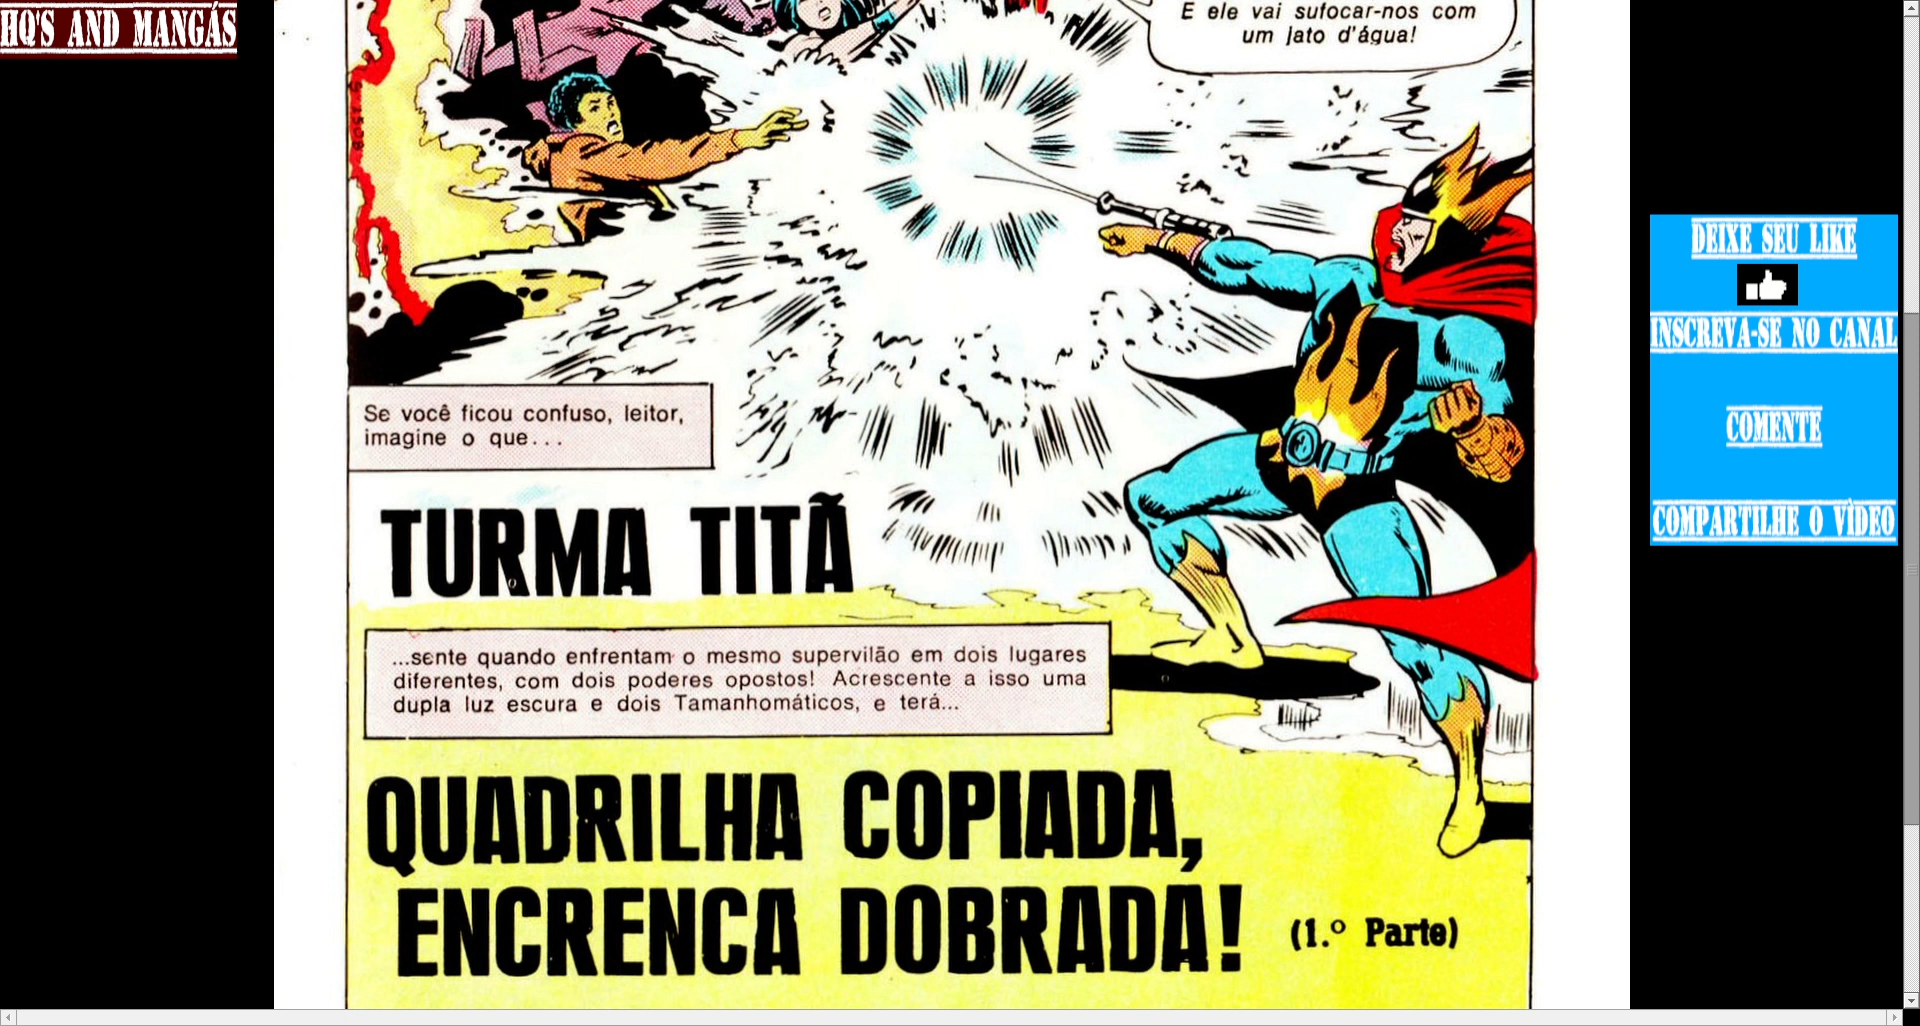 HQ'S AND MANGÁS
E ele vai sufocar-nos com
um jato d'água!
Se você ficou confuso, leitor,
imagine o que...
TURMA TITÃ
...sente quando enfrentam o mesmo supervilão em dois lugares
diferentes, com dois poderes opostos! Acrescente a isso uma
dupla luz escura e dois Tamanhomáticos, e terá...
QUADRILHA COPIADA,
ENCRENCA DOBRADA!
(1.º Parte)
DEIXE SEU LIKE
INSCREVA-SE NO CANAL
COMENTE
COMPARTILHE O VÌDEO